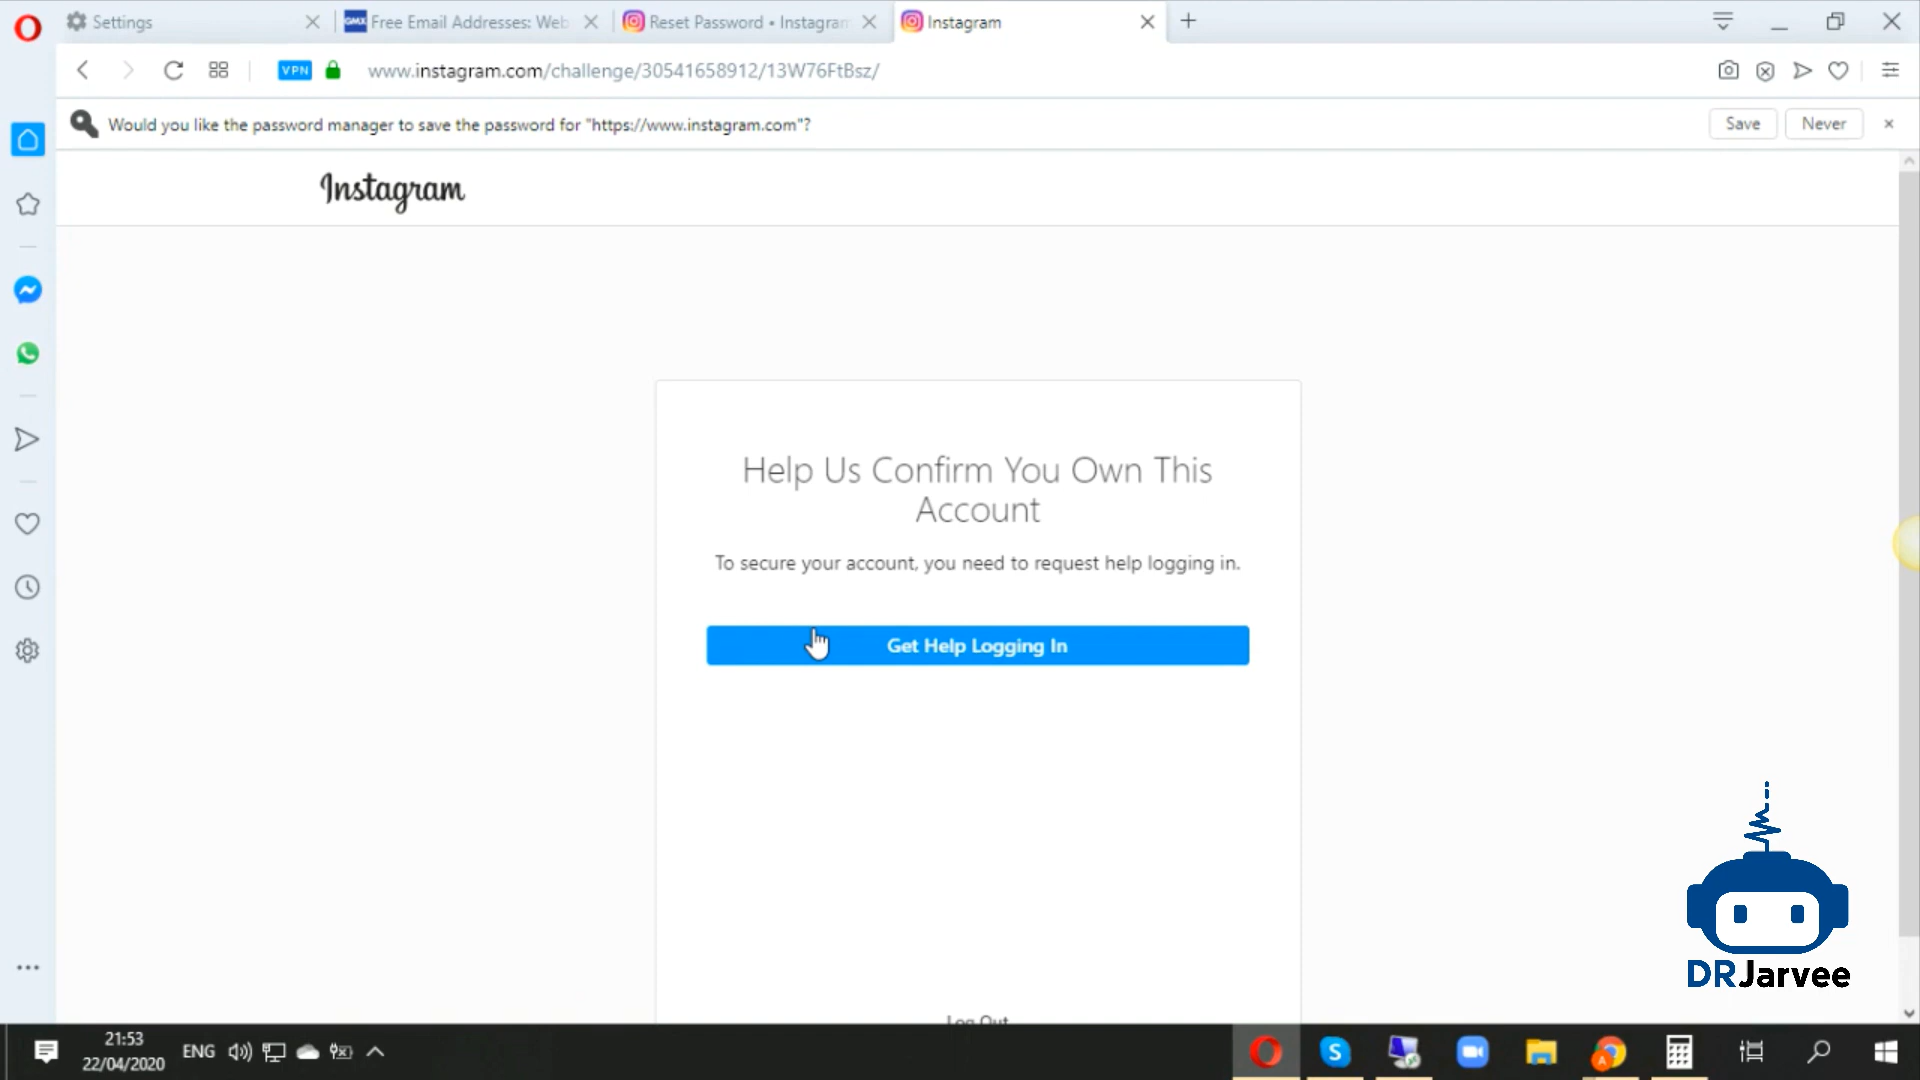 Settings
Free Email Addresses: Web
Reset Password • Instagram
Instagram
VPN
www.instagram.com/challenge/30541658912/13W76FtBsz/
Would you like the password manager to save the password for "https://www.instagram.com"?
Save
Never
Instagram
Help Us Confirm You Own This
Account
To secure your account, you need to request help logging in.
Get Help Logging In
DRJarvee
Log Out
21:53
22/04/2020
ENG